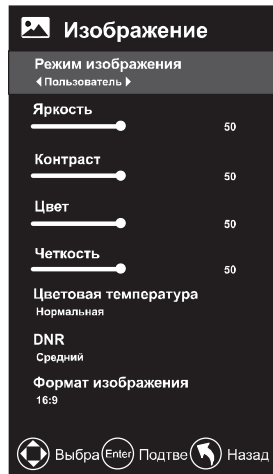 Изображение
Режим изображения
Пользователь
Яркость
50
Контраст
50
Цвет
50
Четкость
50
Цветовая температура
Нормальная
DNR
Средний
Формат изображения
16:9
Выбра Enter Подтве Назад